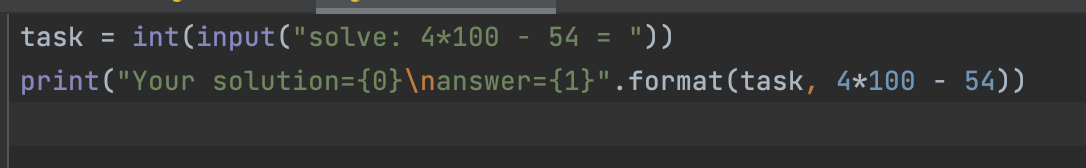 task = int(input("solve: 4*100 - 54 = "))
print("Your solution={0}\nanswer={1}".format(task, 4*100 - 54))